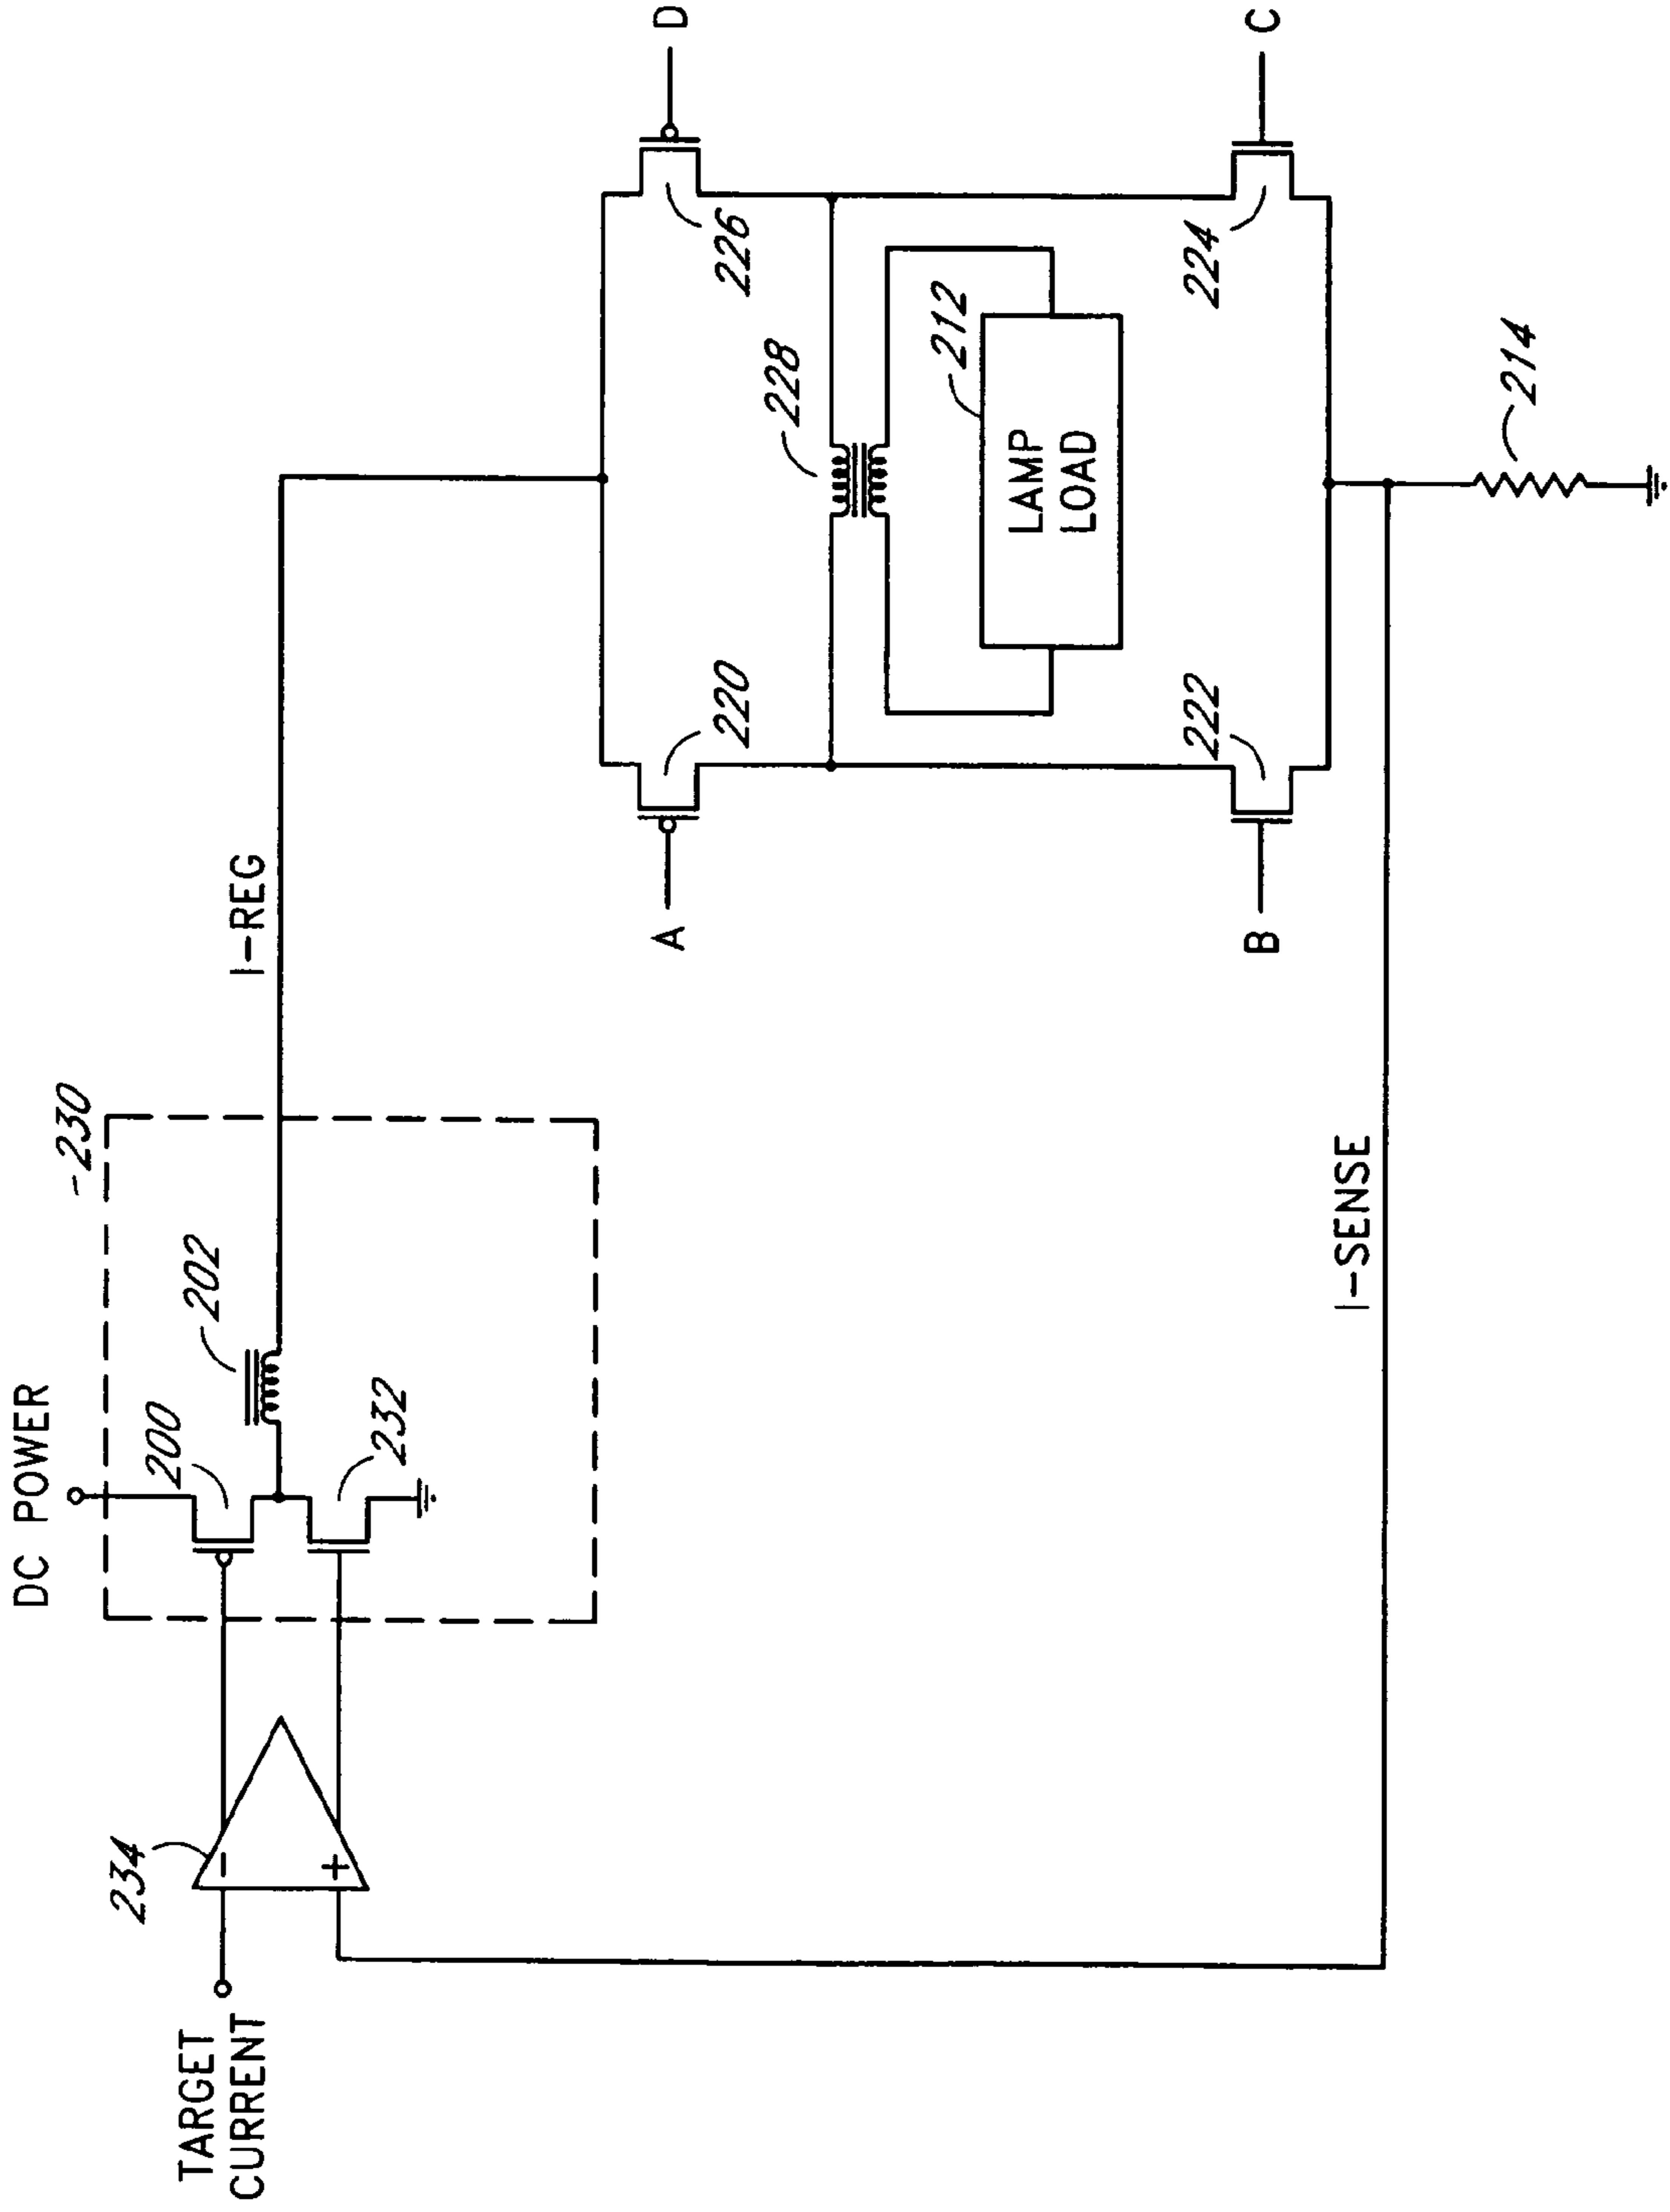 DC POWER
230
202
200
232
234
−
+
TARGET
CURRENT
I-REG
I-SENSE
A
B
C
D
220
222
224
226
228
212
LAMP
LOAD
214